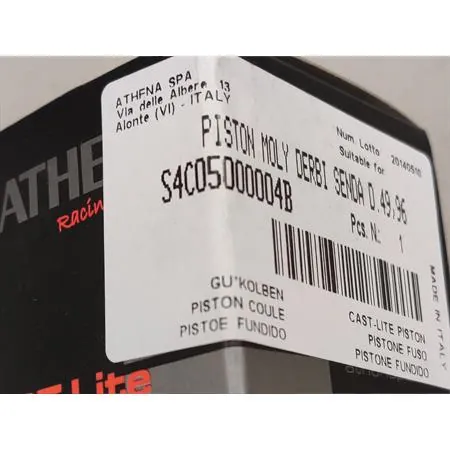 ATHENA SPA
Via delle Albere, 13
Alonte (VI) - ITALY
Num. Lotto
Suitable for
PISTON MOLY DERBI SENDA D.49,96
S4C05000004B
Pcs. N.: 1
MADE IN ITALY
GU'KOLBEN
PISTON COULE
PISTOE FUNDIDO
CAST-LITE PISTON
PISTONE FUSO
PISTONE FUNDIDO
ATHE
Racin
Lite